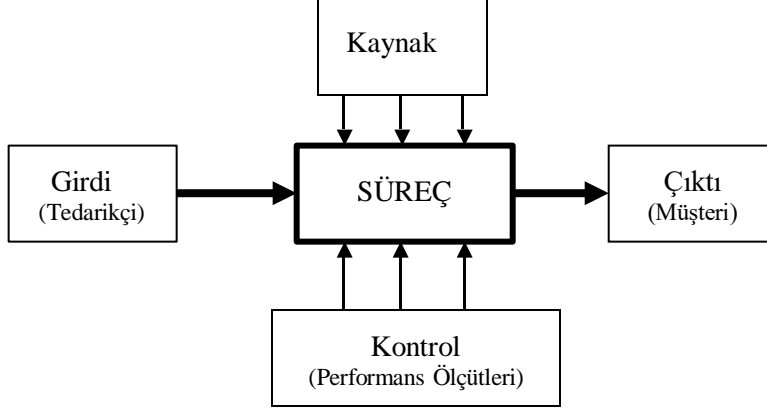 Kaynak
Girdi
(Tedarikçi)
SÜREÇ
Çıktı
(Müşteri)
Kontrol
(Performans Ölçütleri)